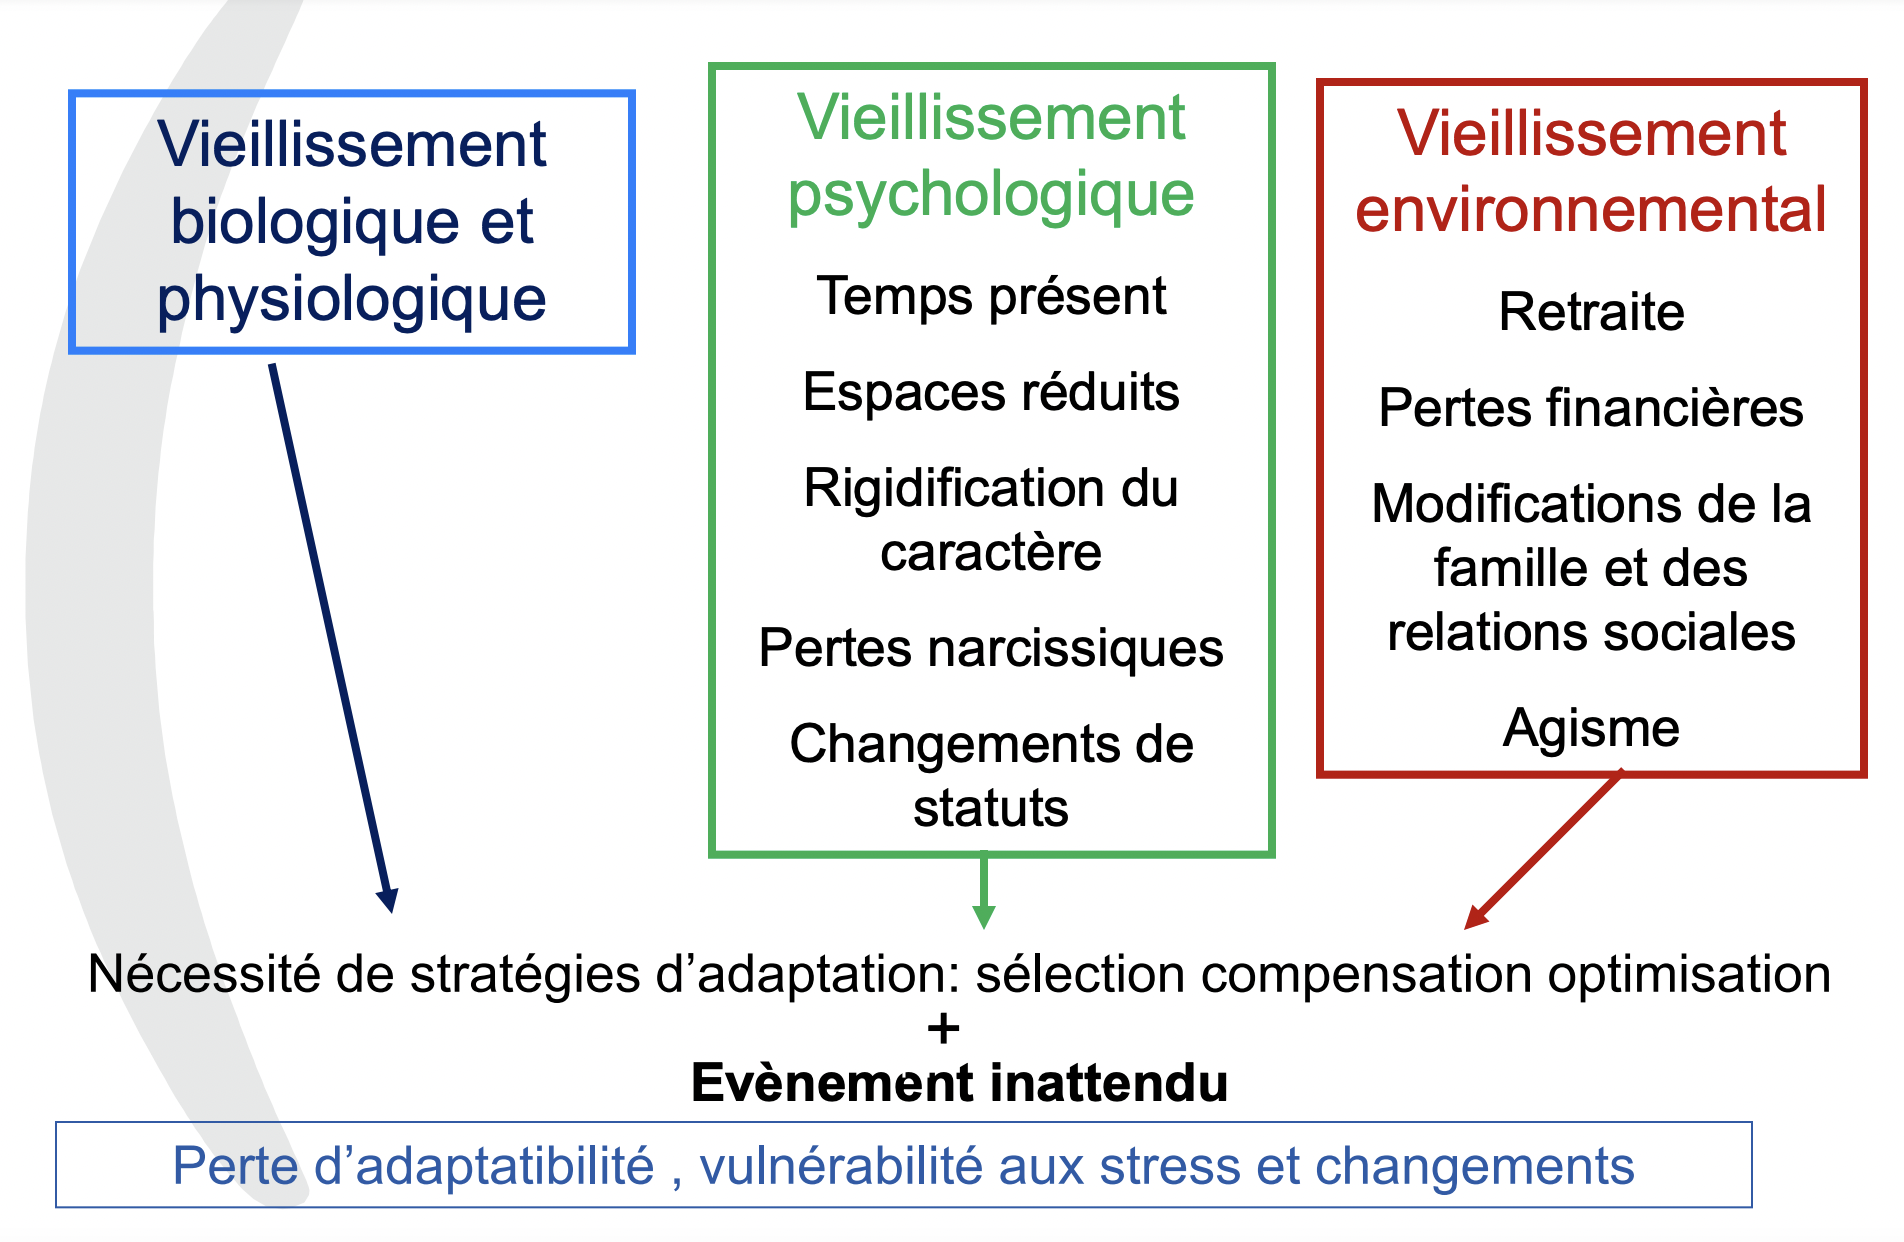 Vieillissement
biologique et
physiologique
Vieillissement
psychologique
Temps présent
Espaces réduits
Rigidification du
caractère
Pertes narcissiques
Changements de
statuts
Vieillissement
environnemental
Retraite
Pertes financières
Modifications de la
famille et des
relations sociales
Agisme
Nécessité de stratégies d’adaptation: sélection compensation optimisation
+
Evènement inattendu
Perte d’adaptatibilité , vulnérabilité aux stress et changements